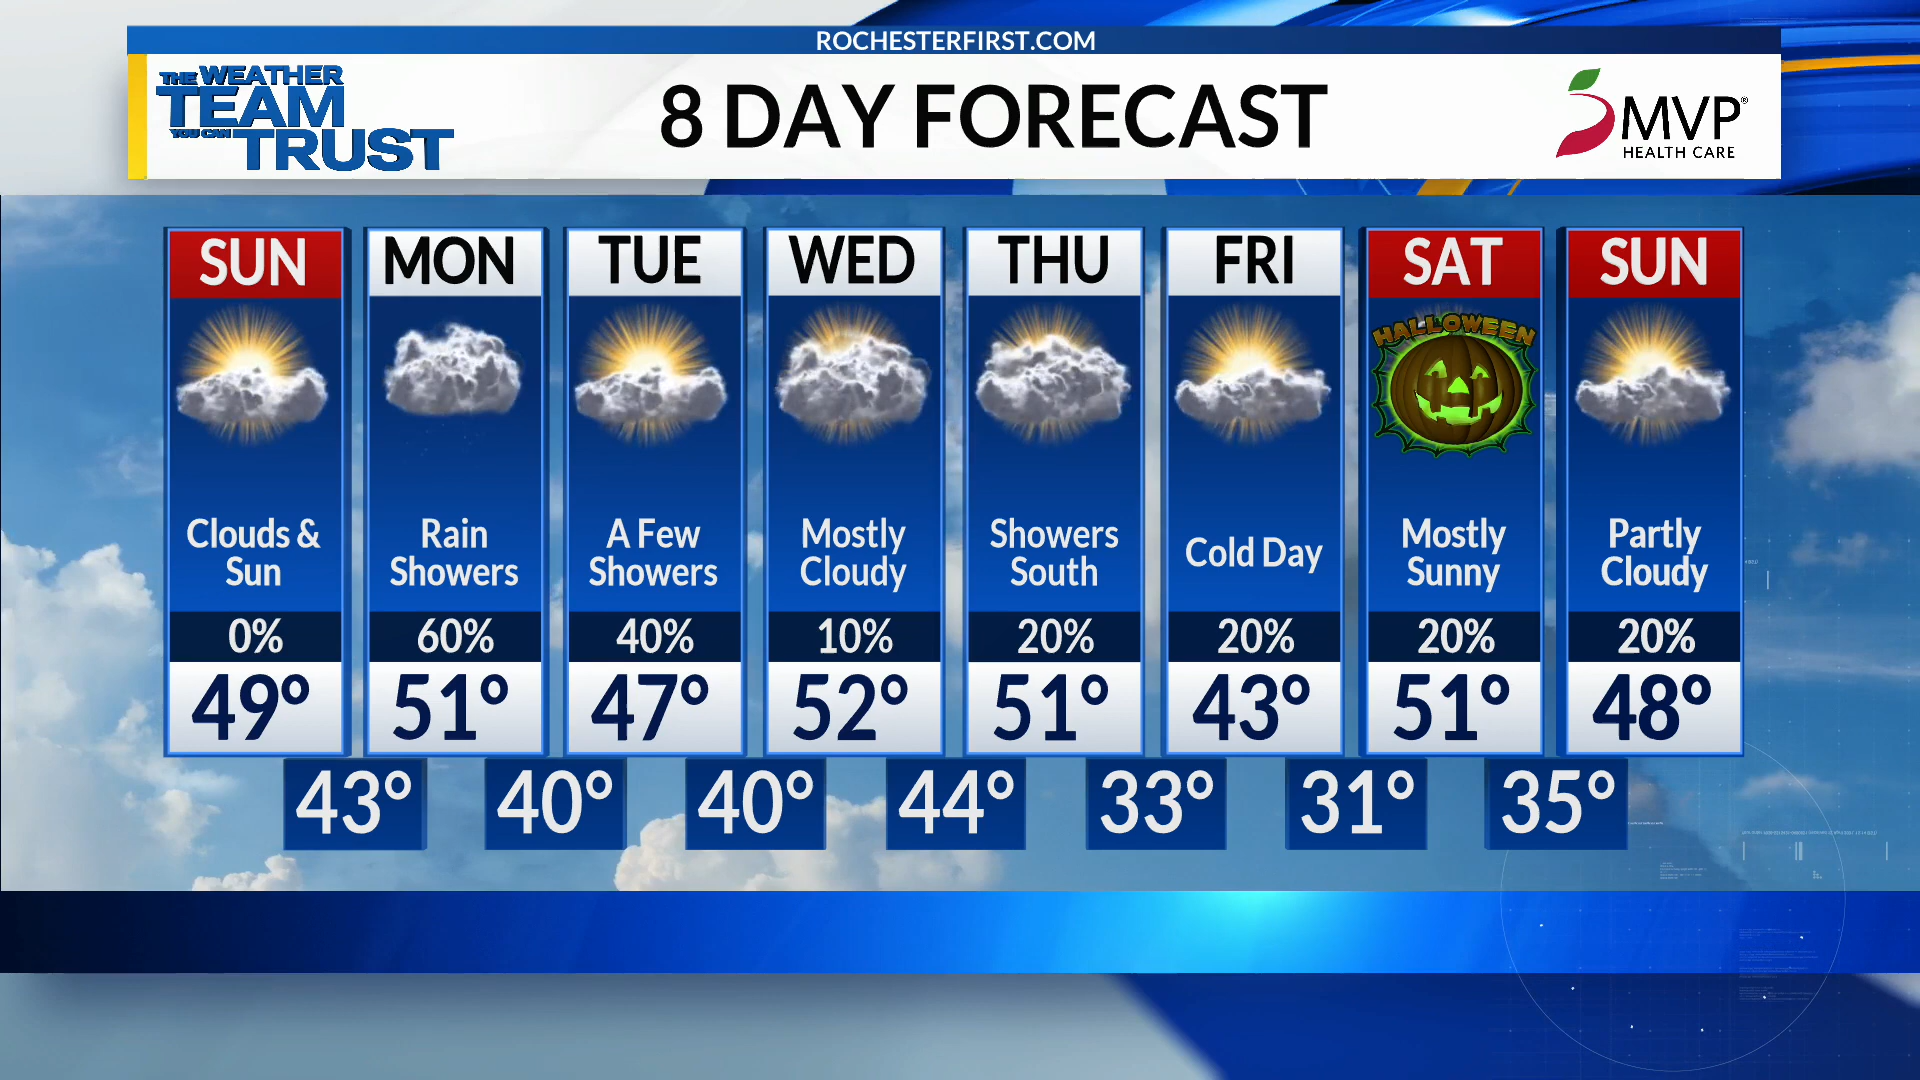 ROCHESTERFIRST.COM
THE WEATHER
TEAM
YOU CAN TRUST
8 DAY FORECAST
MVP®
HEALTH CARE
SUN MON TUE WED THU FRI SAT SUN
HALLOWEEN
Clouds & Rain A Few Mostly Showers Cold Day Mostly Partly
Sun Showers Showers Cloudy South Sunny Cloudy
0% 60% 40% 10% 20% 20% 20% 20%
49° 51° 47° 52° 51° 43° 51° 48°
43° 40° 40° 44° 33° 31° 35°